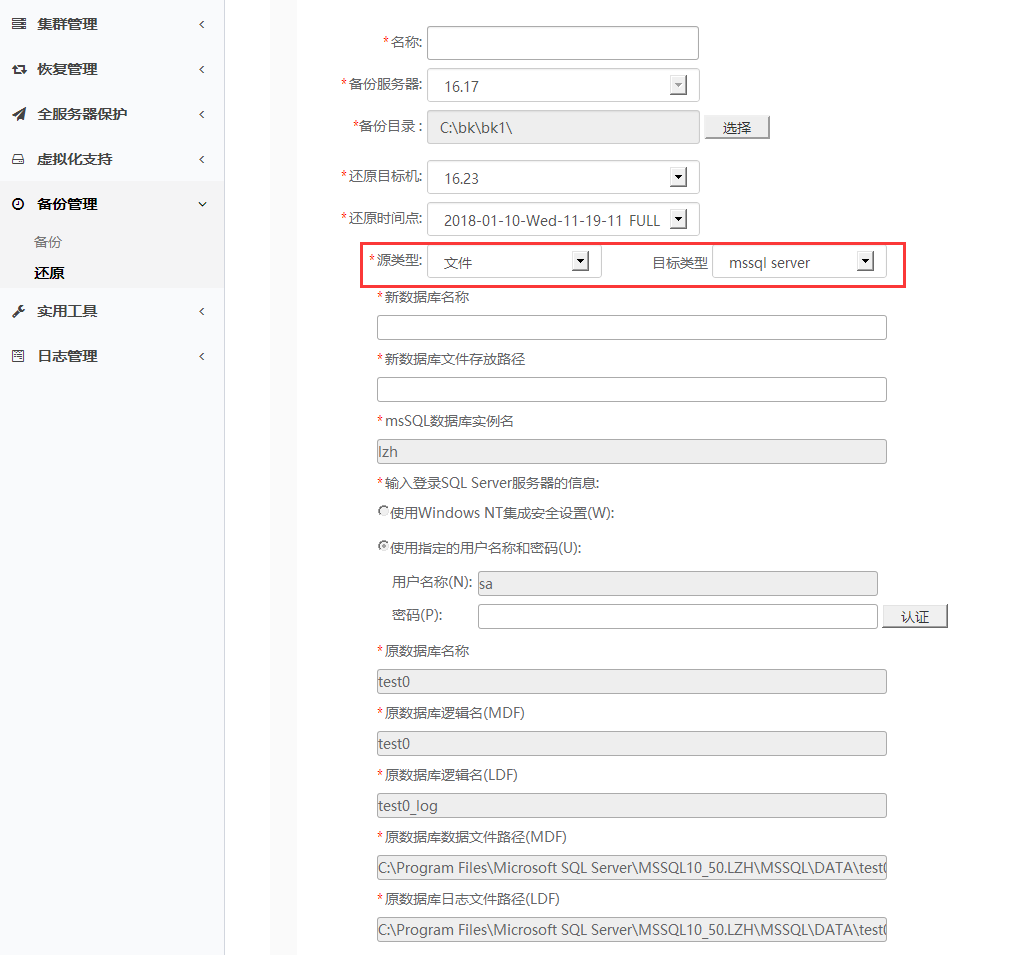 集群管理
恢复管理
全服务器保护
虚拟化支持
备份管理
备份
还原
实用工具
日志管理
*名称:
*备份服务器: 16.17
*备份目录 : C:\bk\bk1\ 选择
*还原目标机: 16.23
*还原时间点: 2018-01-10-Wed-11-19-11 FULL
*源类型: 文件 目标类型 mssql server
*新数据库名称
*新数据库文件存放路径
*msSQL数据库实例名
lzh
*输入登录SQL Server服务器的信息:
使用Windows NT集成安全设置(W):
使用指定的用户名称和密码(U):
用户名称(N): sa
密码(P): 认证
*原数据库名称
test0
*原数据库逻辑名(MDF)
test0
*原数据库逻辑名(LDF)
test0_log
*原数据库数据文件路径(MDF)
C:\Program Files\Microsoft SQL Server\MSSQL10_50.LZH\MSSQL\DATA\test0
*原数据库日志文件路径(LDF)
C:\Program Files\Microsoft SQL Server\MSSQL10_50.LZH\MSSQL\DATA\test0